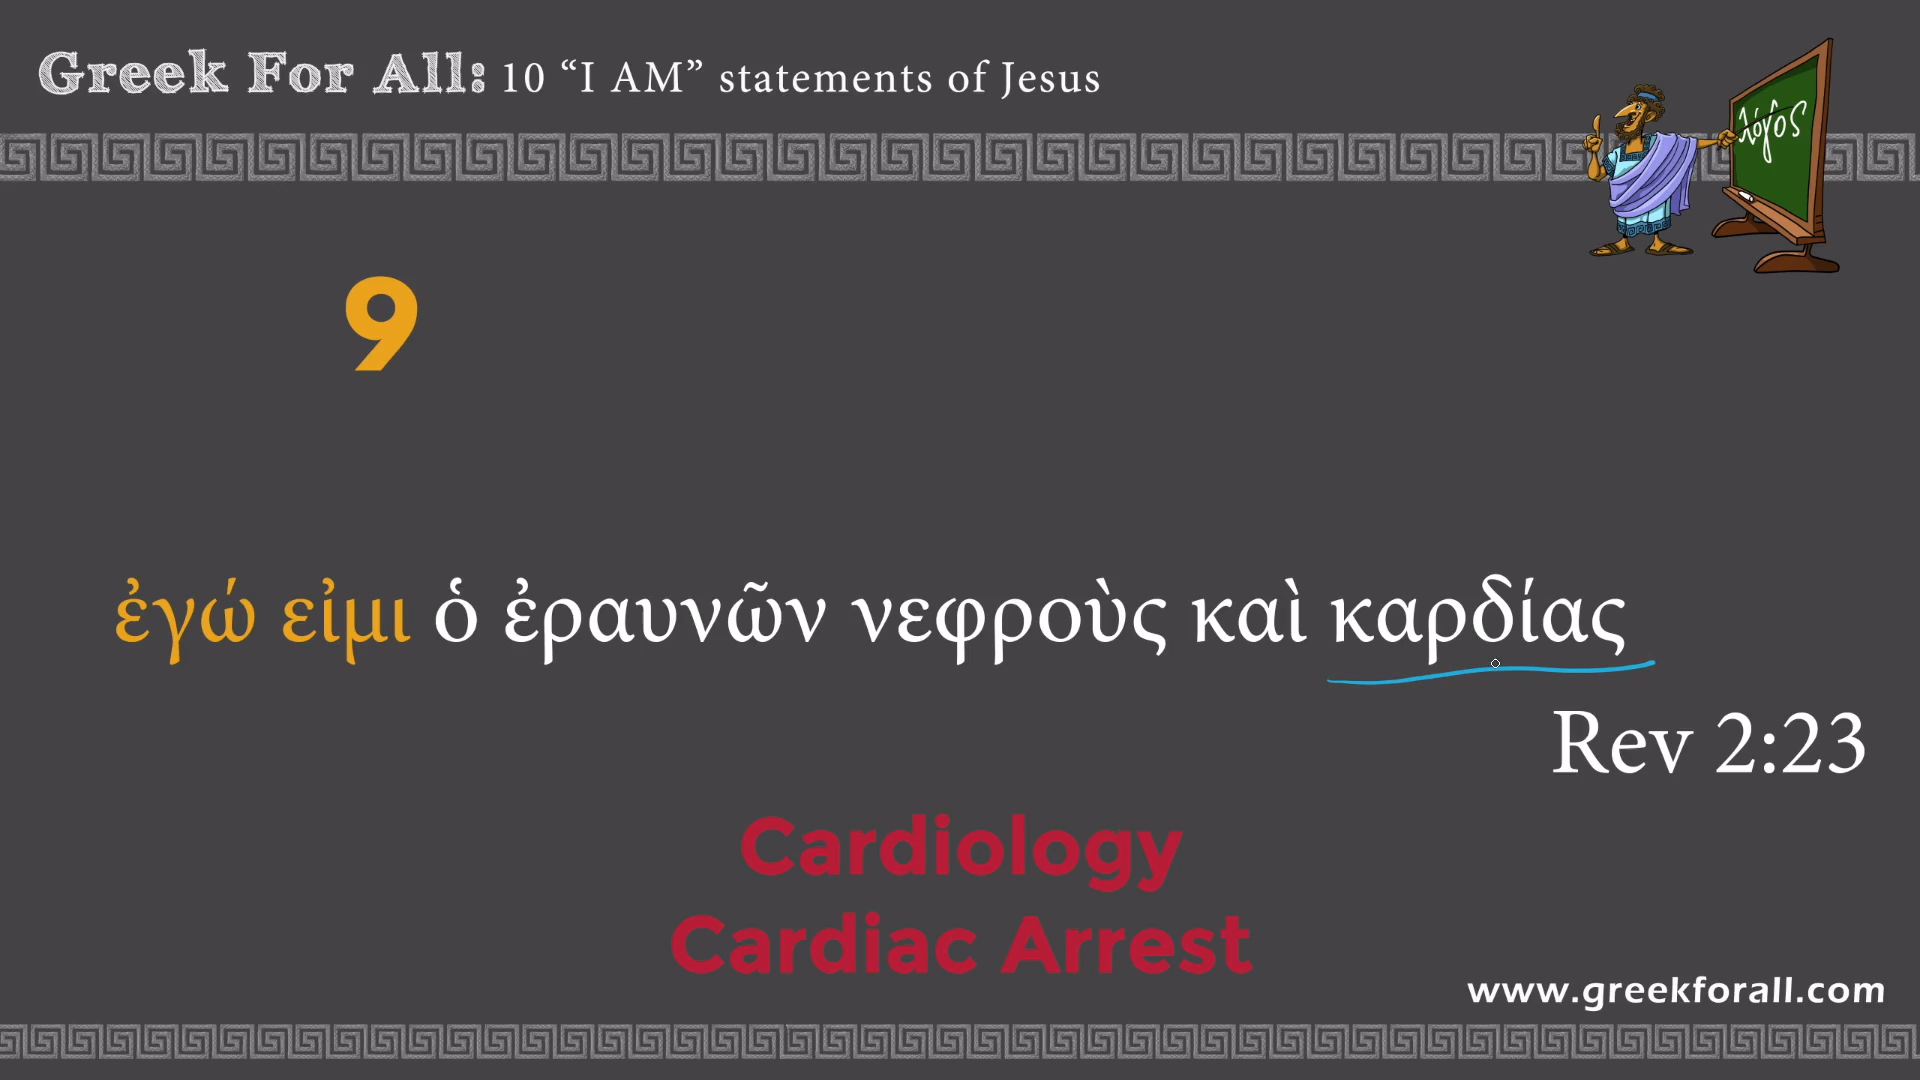 Greek For All: 10 “I AM” statements of Jesus
λόγος
9
ἐγώ εἰμι ὁ ἐραυνῶν νεφροὺς καὶ καρδίας
Rev 2:23
Cardiology
Cardiac Arrest
www.greekforall.com